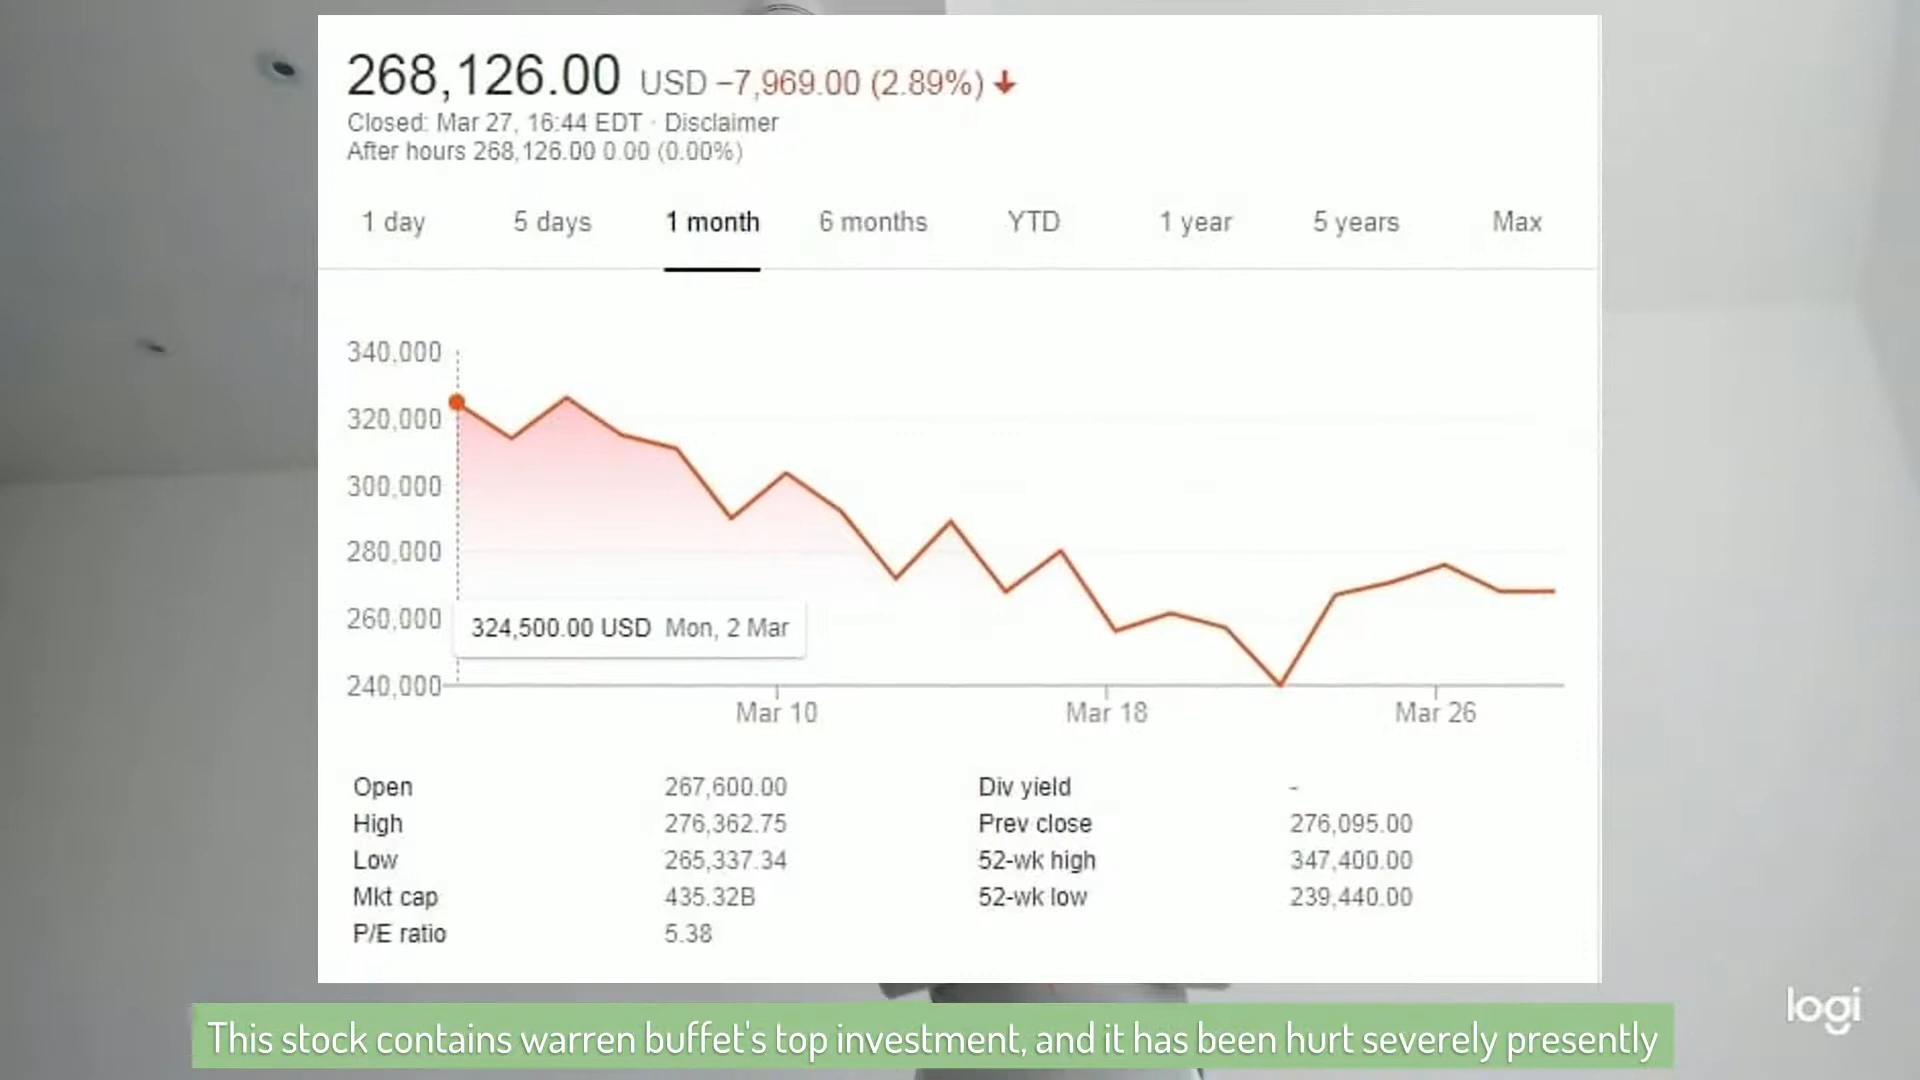 268,126.00 USD −7,969.00 (2.89%)
Closed: Mar 27, 16:44 EDT · Disclaimer
After hours 268,126.00 0.00 (0.00%)
1 day 5 days 1 month 6 months YTD 1 year 5 years Max
340,000
320,000
300,000
280,000
260,000
324,500.00 USD Mon, 2 Mar
240,000
Mar 10 Mar 18 Mar 26
Open 267,600.00 Div yield -
High 276,362.75 Prev close 276,095.00
Low 265,337.34 52-wk high 347,400.00
Mkt cap 435.32B 52-wk low 239,440.00
P/E ratio 5.38
logi
This stock contains warren buffet's top investment, and it has been hurt severely presently